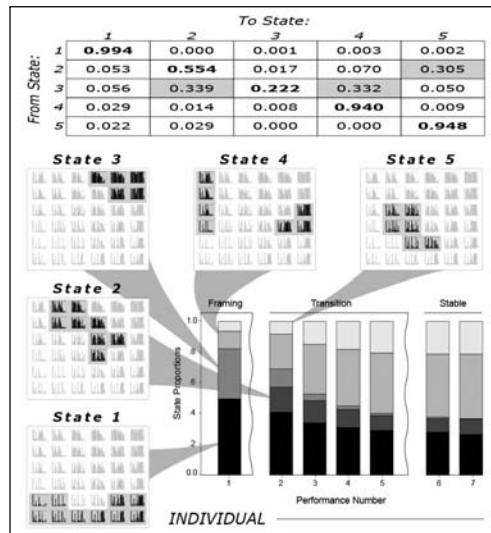 To State:
1 2 3 4 5
From State:
1 0.994 0.000 0.001 0.003 0.002
2 0.053 0.554 0.017 0.070 0.305
3 0.056 0.339 0.222 0.332 0.050
4 0.029 0.014 0.008 0.940 0.009
5 0.022 0.029 0.000 0.000 0.948
State 3 State 4 State 5
State 2
State 1
Framing Transition Stable
State Proportions
1.0
.8
.6
.4
.2
0.0
1 2 3 4 5 6 7
Performance Number
INDIVIDUAL